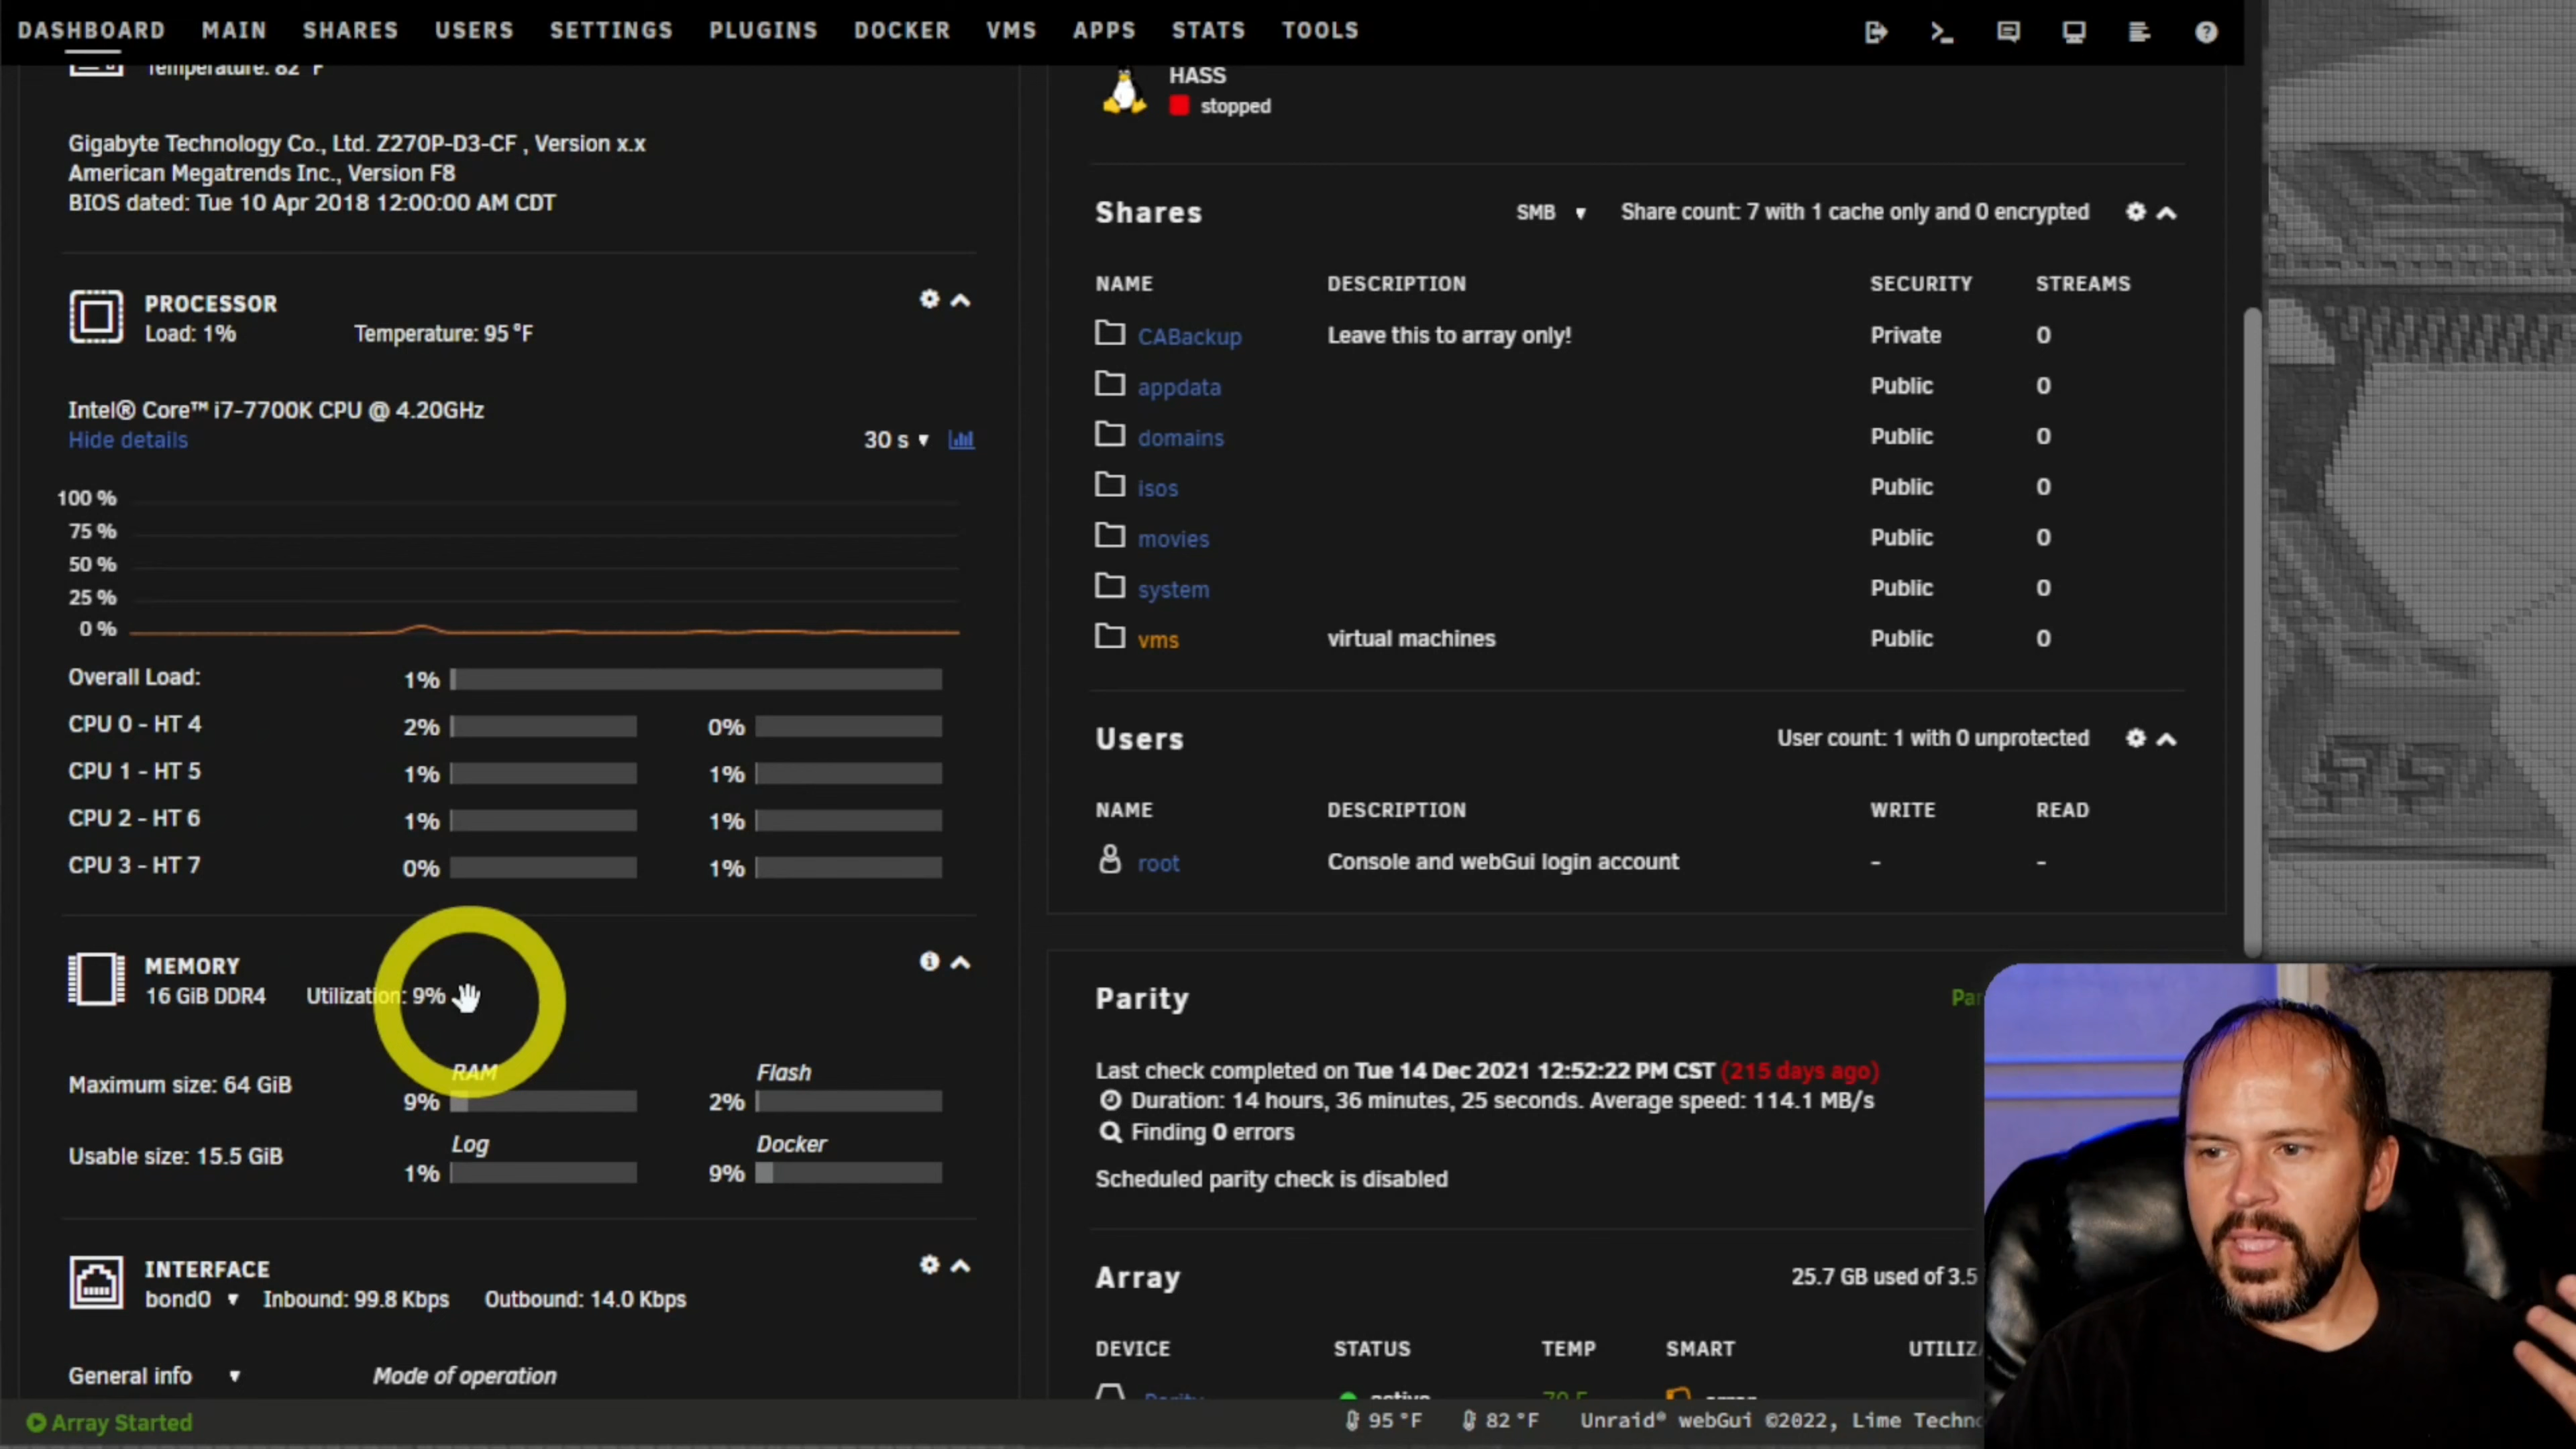 DASHBOARD MAIN SHARES USERS SETTINGS PLUGINS DOCKER VMS APPS STATS TOOLS
Temperature: 82 °F
Gigabyte Technology Co., Ltd. Z270P-D3-CF , Version x.x
American Megatrends Inc., Version F8
BIOS dated: Tue 10 Apr 2018 12:00:00 AM CDT
PROCESSOR
Load: 1% Temperature: 95 °F
Intel® Core™ i7-7700K CPU @ 4.20GHz
Hide details 30 s
100 %
75 %
50 %
25 %
0 %
Overall Load: 1%
CPU 0 - HT 4 2% 0%
CPU 1 - HT 5 1% 1%
CPU 2 - HT 6 1% 1%
CPU 3 - HT 7 0% 1%
MEMORY
16 GiB DDR4 Utilization: 9%
RAM Flash
Maximum size: 64 GiB 9% 2%
Log Docker
Usable size: 15.5 GiB 1% 9%
INTERFACE
bond0 Inbound: 99.8 Kbps Outbound: 14.0 Kbps
General info Mode of operation
HASS
stopped
Shares SMB Share count: 7 with 1 cache only and 0 encrypted
NAME DESCRIPTION SECURITY STREAMS
CABackup Leave this to array only! Private 0
appdata Public 0
domains Public 0
isos Public 0
movies Public 0
system Public 0
vms virtual machines Public 0
Users User count: 1 with 0 unprotected
NAME DESCRIPTION WRITE READ
root Console and webGui login account - -
Parity
Last check completed on Tue 14 Dec 2021 12:52:22 PM CST (215 days ago)
Duration: 14 hours, 36 minutes, 25 seconds. Average speed: 114.1 MB/s
Finding 0 errors
Scheduled parity check is disabled
Array 25.7 GB used of 3.5
DEVICE STATUS TEMP SMART
Parity active
Array Started 95 °F 82 °F Unraid® webGui ©2022, Lime